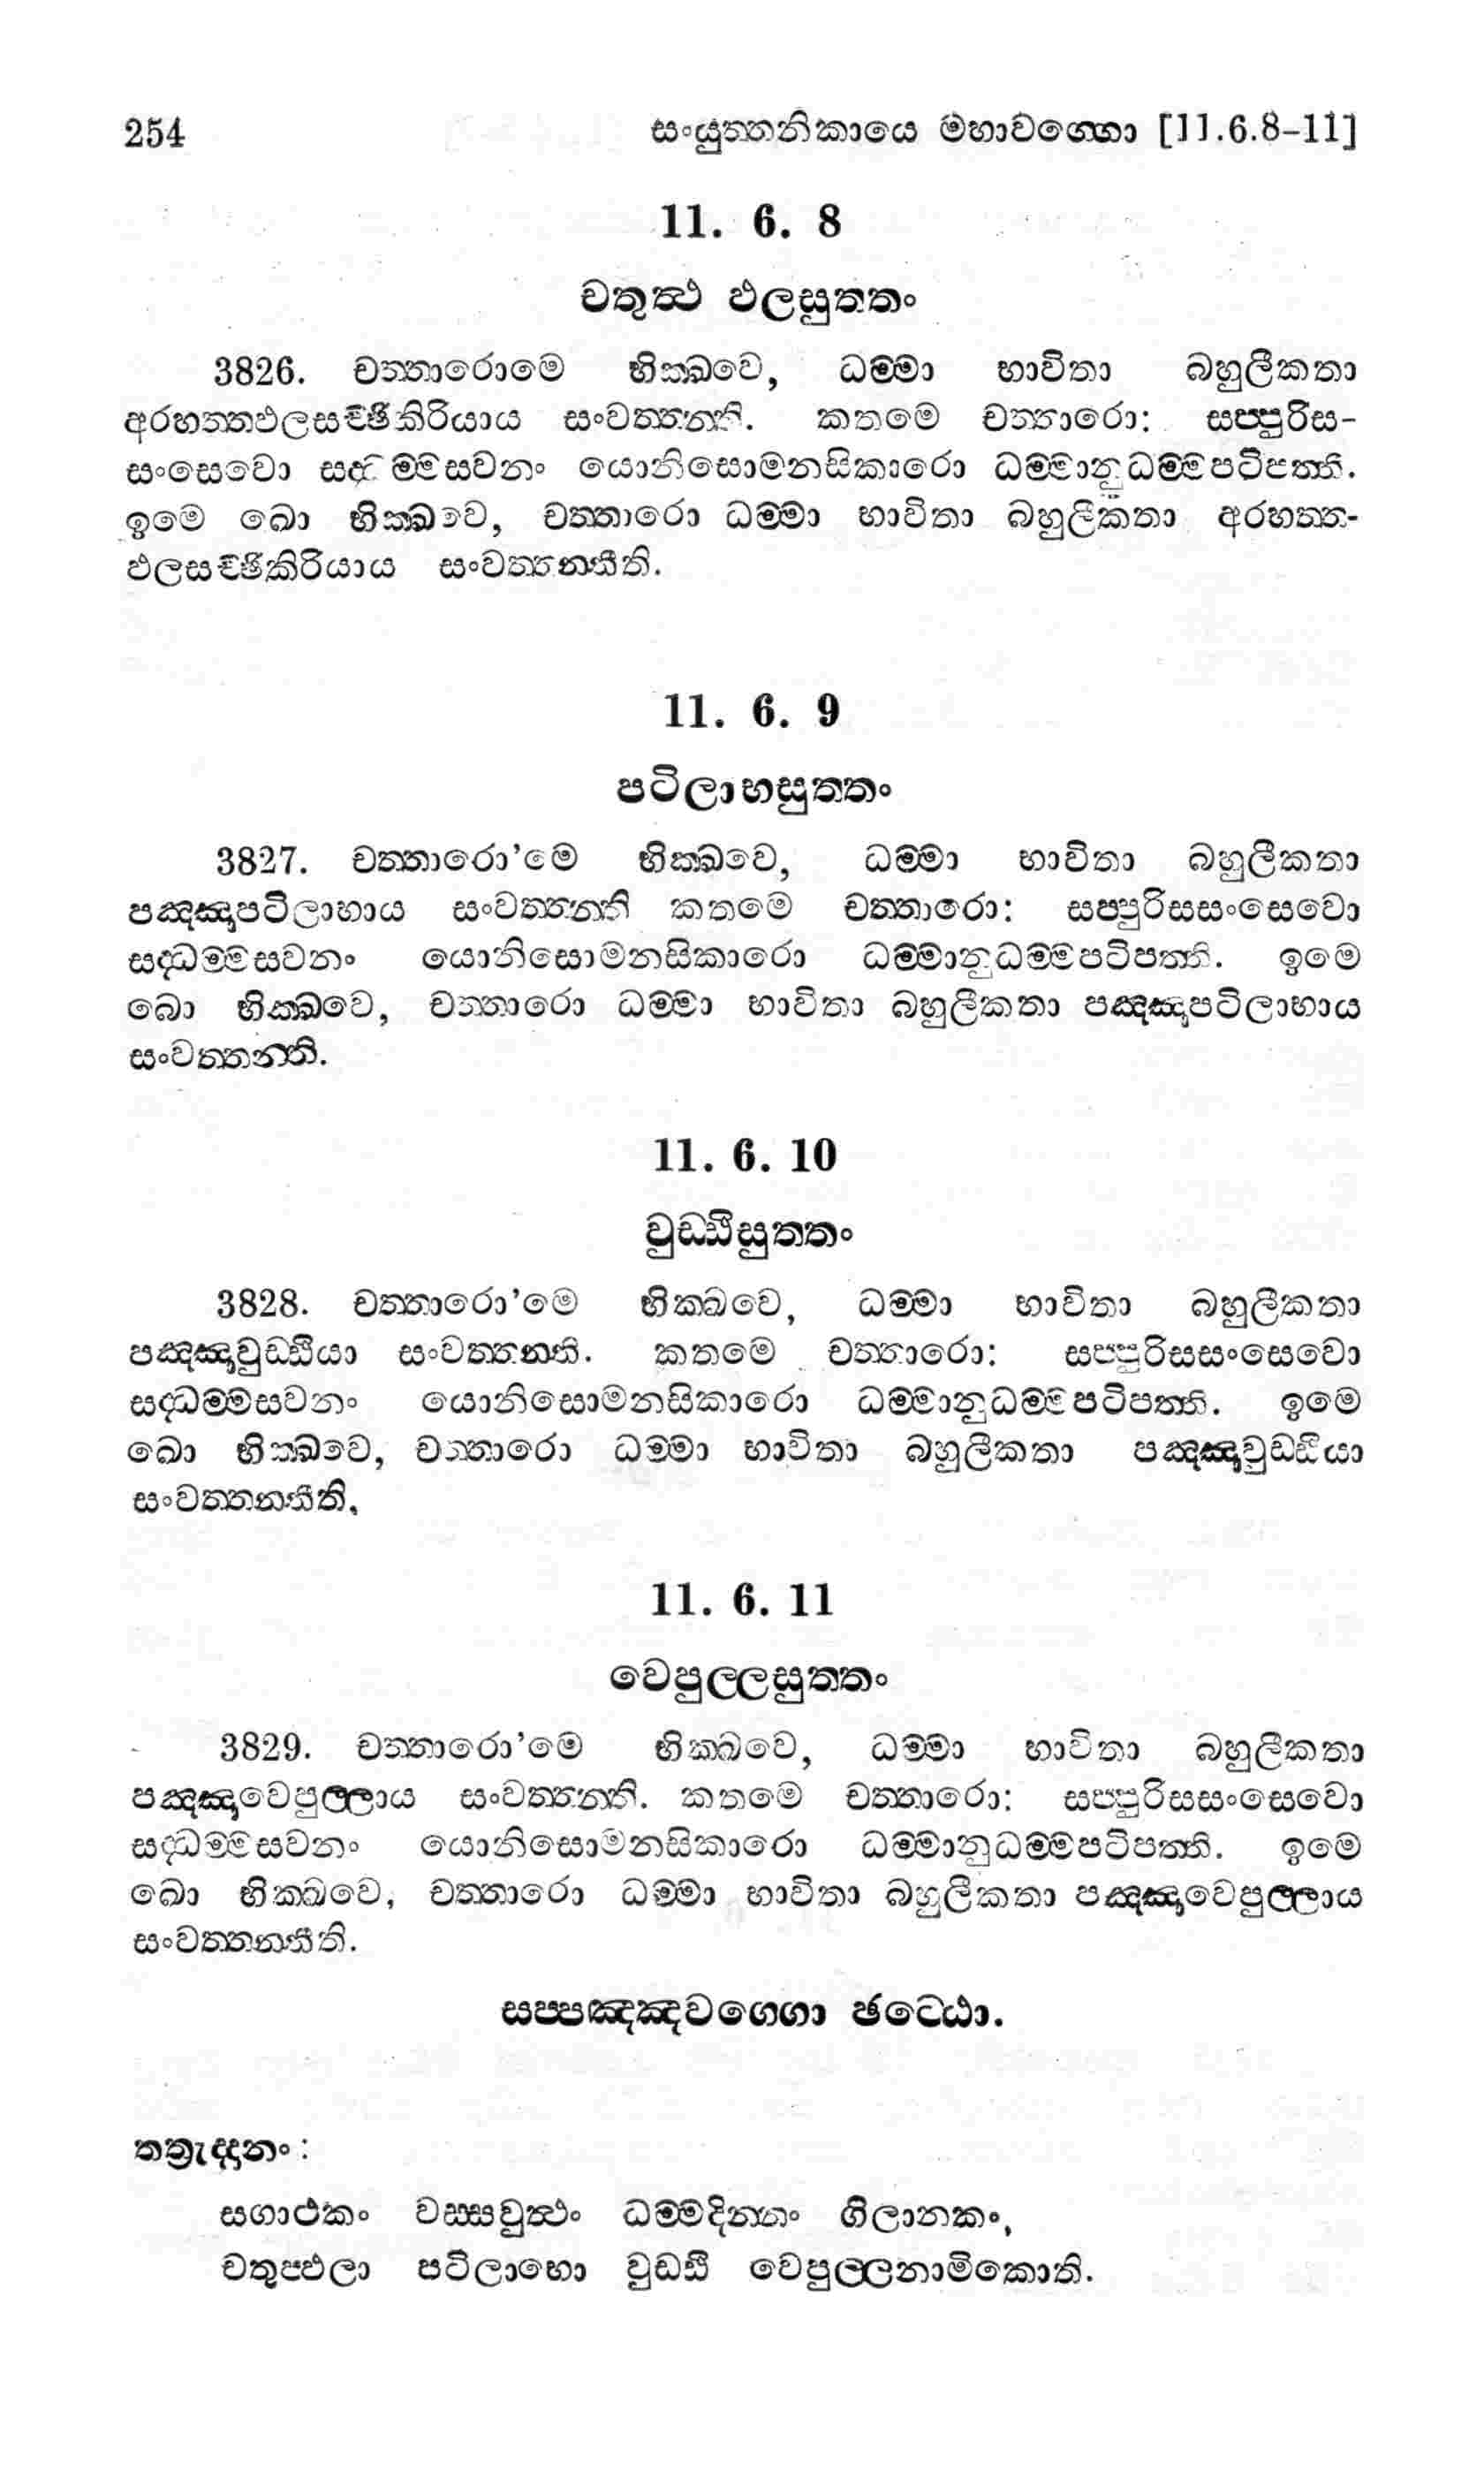 254 සංයුත්තනිකායෙ මහාවග්ගො [11.6.8-11]
11. 6. 8
චතුත්ථ ඵලසුත්තං
3826. චත්තාරොමෙ භික්ඛවෙ, ධම්මා භාවිතා බහුලීකතා
අරහත්තඵලසච්ඡිකිරියාය සංවත්තන්ති. කතමෙ චත්තාරො: සප්පුරිස-
සංසෙවො සද්ධම්මසවනං යොනිසොමනසිකාරො ධම්මානුධම්මපටිපත්ති.
ඉමෙ ඛො භික්ඛවෙ, චත්තාරො ධම්මා භාවිතා බහුලීකතා අරහත්ත-
ඵලසච්ඡිකිරියාය සංවත්තන්තීති.
11. 6. 9
පටිලාභසුත්තං
3827. චත්තාරො'මෙ භික්ඛවෙ, ධම්මා භාවිතා බහුලීකතා
පඤ්ඤාපටිලාභාය සංවත්තන්ති කතමෙ චත්තාරො: සප්පුරිසසංසෙවො
සද්ධම්මසවනං යොනිසොමනසිකාරො ධම්මානුධම්මපටිපත්ති. ඉමෙ
ඛො භික්ඛවෙ, චත්තාරො ධම්මා භාවිතා බහුලීකතා පඤ්ඤාපටිලාභාය
සංවත්තන්ති.
11. 6. 10
වුඩ්ඪිසුත්තං
3828. චත්තාරො'මෙ භික්ඛවෙ, ධම්මා භාවිතා බහුලීකතා
පඤ්ඤාවුඩ්ඪියා සංවත්තන්ති. කතමෙ චත්තාරො: සප්පුරිසසංසෙවො
සද්ධම්මසවනං යොනිසොමනසිකාරො ධම්මානුධම්මපටිපත්ති. ඉමෙ
ඛො භික්ඛවෙ, චත්තාරො ධම්මා භාවිතා බහුලීකතා පඤ්ඤාවුඩ්ඪියා
සංවත්තන්තීති,
11. 6. 11
වෙපුල්ලසුත්තං
3829. චත්තාරො'මෙ භික්ඛවෙ, ධම්මා භාවිතා බහුලීකතා
පඤ්ඤාවෙපුල්ලාය සංවත්තන්ති. කතමෙ චත්තාරො: සප්පුරිසසංසෙවො
සද්ධම්මසවනං යොනිසොමනසිකාරො ධම්මානුධම්මපටිපත්ති. ඉමෙ
ඛො භික්ඛවෙ, චත්තාරො ධම්මා භාවිතා බහුලීකතා පඤ්ඤාවෙපුල්ලාය
සංවත්තන්තීති.
සප්පඤ්ඤවග්ගො ඡට්ඨො.
තත්‍රුද්දානං:
සගාථකං වස්සවුත්ථං ධම්මදින්නං ගිලානකං,
චතුප්ඵලා පටිලාභො වුඩ්ඪි වෙපුල්ලනාමිකොති.